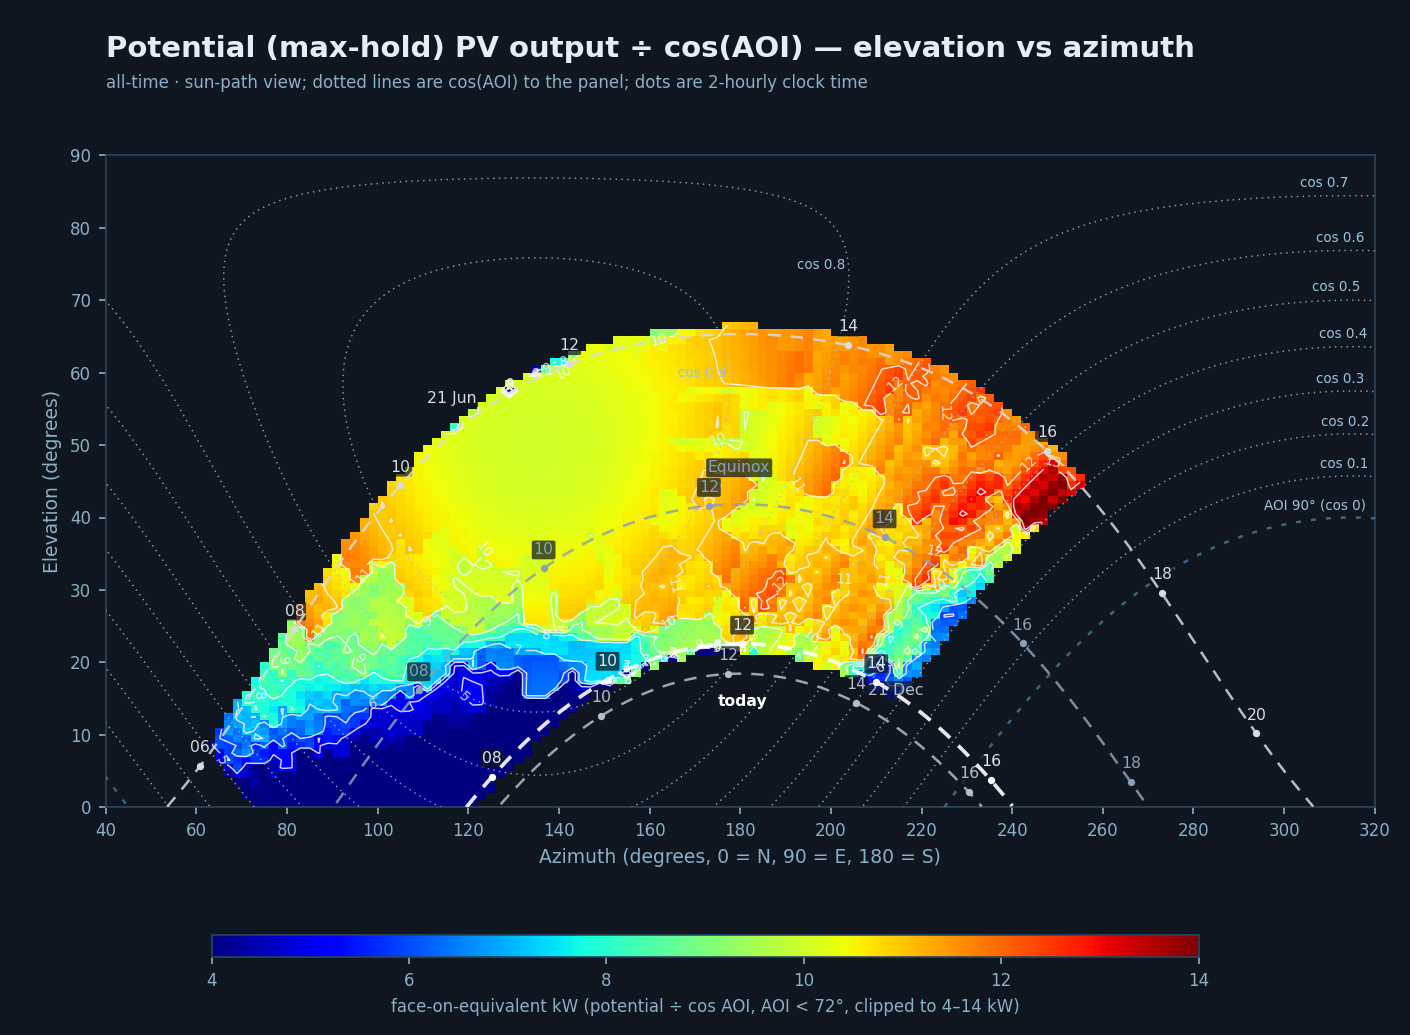 Potential (max-hold) PV output ÷ cos(AOI) — elevation vs azimuth
all-time · sun-path view; dotted lines are cos(AOI) to the panel; dots are 2-hourly clock time
Elevation (degrees)
90
80
70
60
50
40
30
20
10
0
cos 0.7
cos 0.6
cos 0.8
cos 0.5
cos 0.4
cos 0.3
cos 0.2
cos 0.1
AOI 90° (cos 0)
cos 0.9
21 Jun
06
08
10
12
14
16
18
20
Equinox
08
10
12
14
16
18
today
08
10
12
14
16
21 Dec
10
12
14
16
40 60 80 100 120 140 160 180 200 220 240 260 280 300 320
Azimuth (degrees, 0 = N, 90 = E, 180 = S)
4 6 8 10 12 14
face-on-equivalent kW (potential ÷ cos AOI, AOI < 72°, clipped to 4–14 kW)